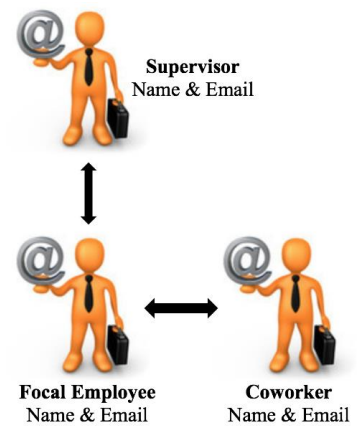 @
Supervisor
Name & Email
@
@
Focal Employee
Name & Email
Coworker
Name & Email